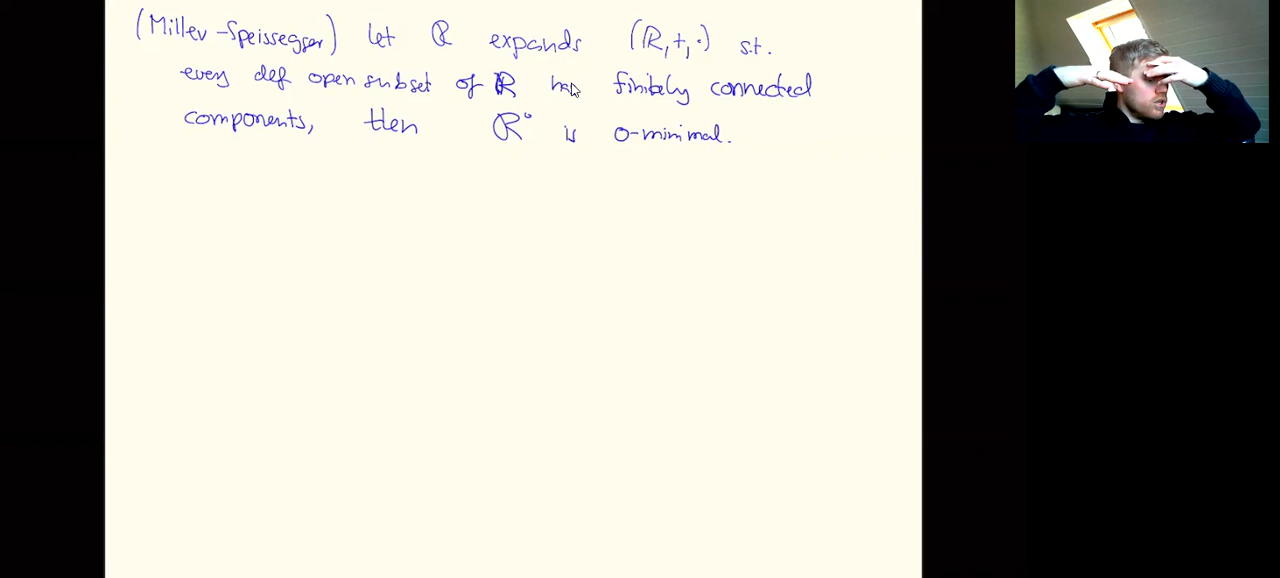 (Miller-Speissegger) let ℛ expands (ℝ,+,·) s.t.
every def open subset of ℝ has finitely connected
components, then ℛ° is o-minimal.